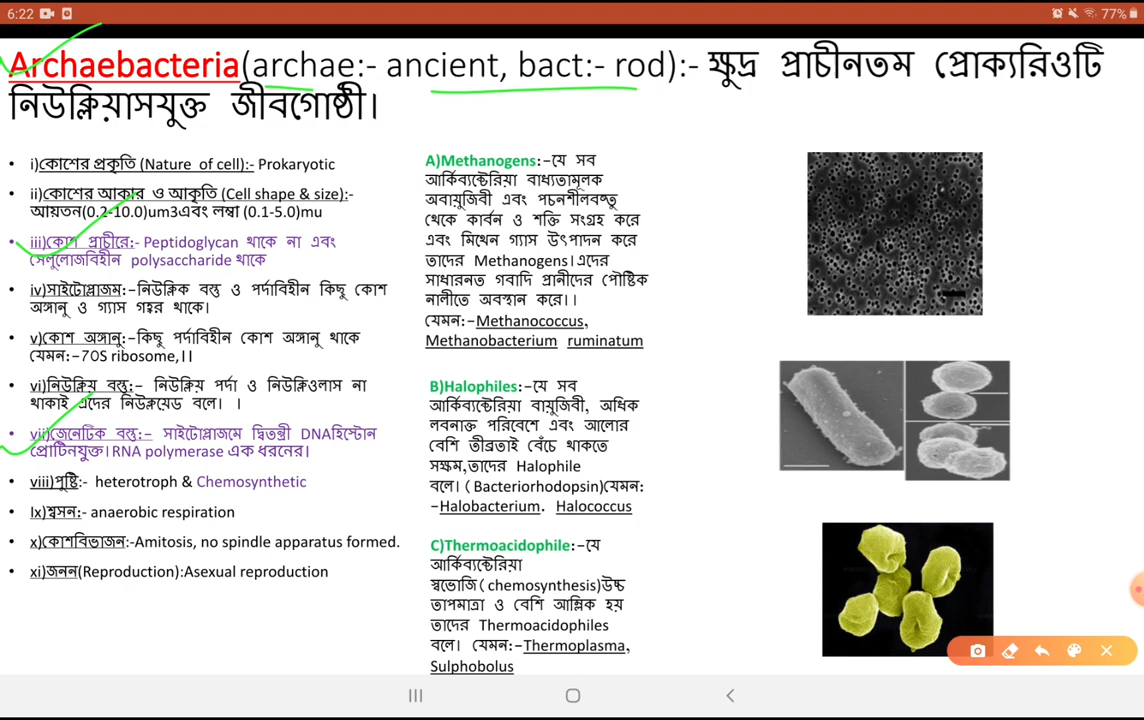 6:22
77%
Archaebacteria(archae:- ancient, bact:- rod):- ক্ষুদ্র প্রাচীনতম প্রোক্যরিওটি
নিউক্লিয়াসযুক্ত জীবগোষ্ঠী।
• i)কোশের প্রকৃতি (Nature of cell):- Prokaryotic
• ii)কোশের আকার ও আকৃতি (Cell shape & size):-
আয়তন(0.2-10.0)um3এবং লম্বা (0.1-5.0)mu
• iii)কোশ প্রাচীরে:- Peptidoglycan থাকে না এবং
সেলুলোজবিহীন polysaccharide থাকে
• iv)সাইটোপ্লাজম:-নিউক্লিক বস্তু ও পর্দাবিহীন কিছু কোশ
অঙ্গানু ও গ্যাস গহ্বর থাকে।
• v)কোশ অঙ্গানু:-কিছু পর্দাবিহীন কোশ অঙ্গানু থাকে
যেমন:-70S ribosome,।।
• vi)নিউক্লিয় বস্তু:- নিউক্লিয় পর্দা ও নিউক্লিওলাস না
থাকাই এদের নিউক্লয়েড বলে। ।
• vii)জেনেটিক বস্তু:- সাইটোপ্লাজমে দ্বিতন্ত্রী DNAহিস্টোন
প্রোটিনযুক্ত। RNA polymerase এক ধরনের।
• viii)পুষ্টি:- heterotroph & Chemosynthetic
• Ix)শ্বসন:- anaerobic respiration
• x)কোশবিভাজন:-Amitosis, no spindle apparatus formed.
• xi)জনন(Reproduction):Asexual reproduction
A)Methanogens:-যে সব
আর্কিব্যক্টেরিয়া বাধ্যতামূলক
অবায়ুজিবী এবং পচনশীলবস্তু
থেকে কার্বন ও শক্তি সংগ্রহ করে
এবং মিথেন গ্যাস উৎপাদন করে
তাদের Methanogens।এদের
সাধারনত গবাদি প্রানীদের পৌষ্টিক
নালীতে অবস্থান করে।।
যেমন:-Methanococcus,
Methanobacterium ruminatum
B)Halophiles:-যে সব
আর্কিব্যক্টেরিয়া বায়ুজিবী, অধিক
লবনাক্ত পরিবেশে এবং আলোর
বেশি তীব্রতাই বেঁচে থাকতে
সক্ষম,তাদের Halophile
বলে। (Bacteriorhodopsin)যেমন:
-Halobacterium. Halococcus
C)Thermoacidophile:-যে
আর্কিব্যক্টেরিয়া
স্বভোজি(chemosynthesis)উষ্ণ
তাপমাত্রা ও বেশি আম্লিক হয়
তাদের Thermoacidophiles
বলে। যেমন:-Thermoplasma,
Sulphobolus